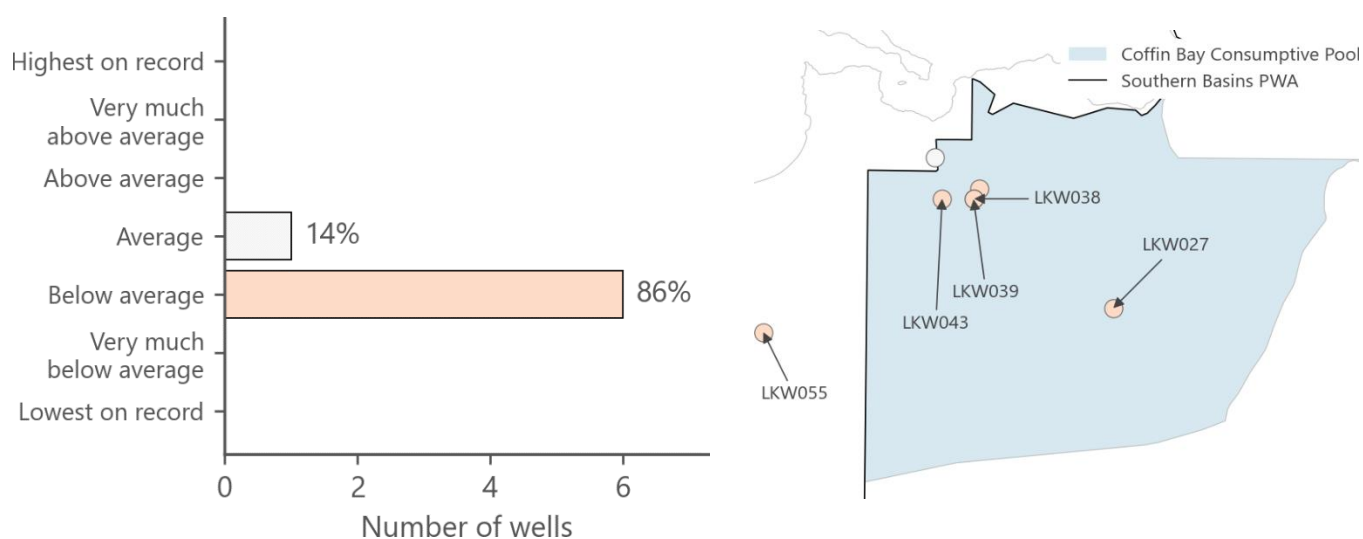 Highest on record
Very much
above average
Above average
Average
Below average
Very much
below average
Lowest on record
14%
86%
0
2
4
6
Number of wells
Coffin Bay Consumptive Pool
Southern Basins PWA
LKW038
LKW027
LKW039
LKW043
LKW055